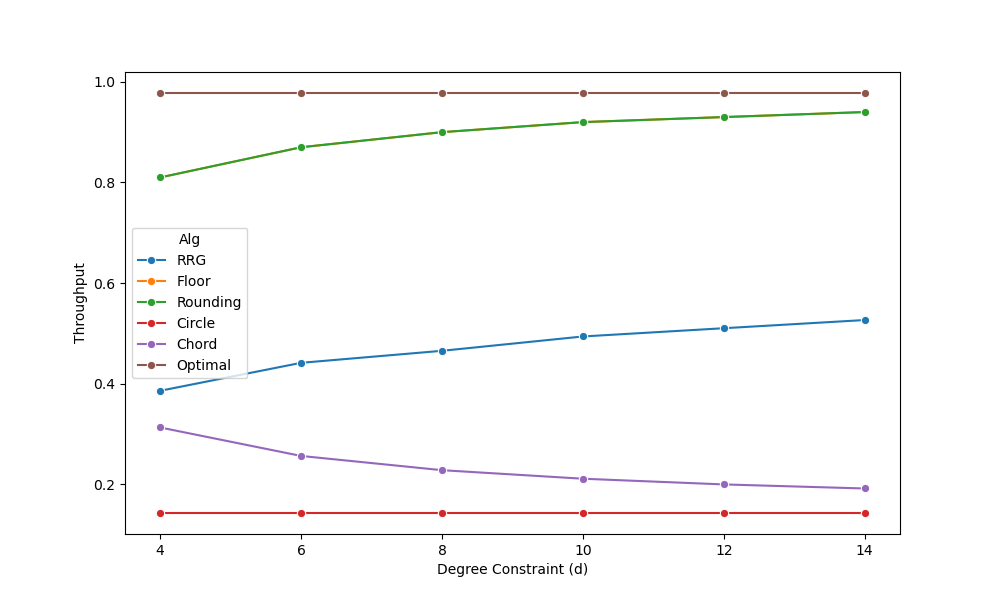 1.0
0.8
0.6
0.4
0.2
Throughput
Alg
RRG
Floor
Rounding
Circle
Chord
Optimal
4 6 8 10 12 14
Degree Constraint (d)